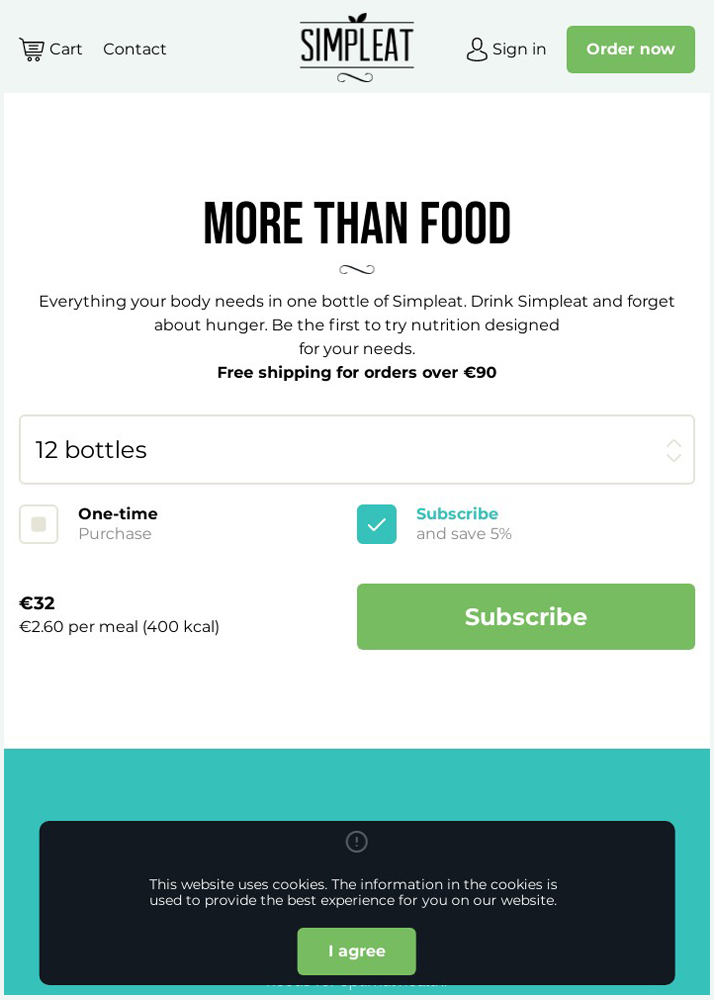 Cart
Contact
SIMPLEAT
Sign in
Order now
MORE THAN FOOD
Everything your body needs in one bottle of Simpleat. Drink Simpleat and forget
about hunger. Be the first to try nutrition designed
for your needs.
Free shipping for orders over €90
12 bottles
One-time
Purchase
Subscribe
and save 5%
€32
€2.60 per meal (400 kcal)
Subscribe
This website uses cookies. The information in the cookies is
used to provide the best experience for you on our website.
I agree